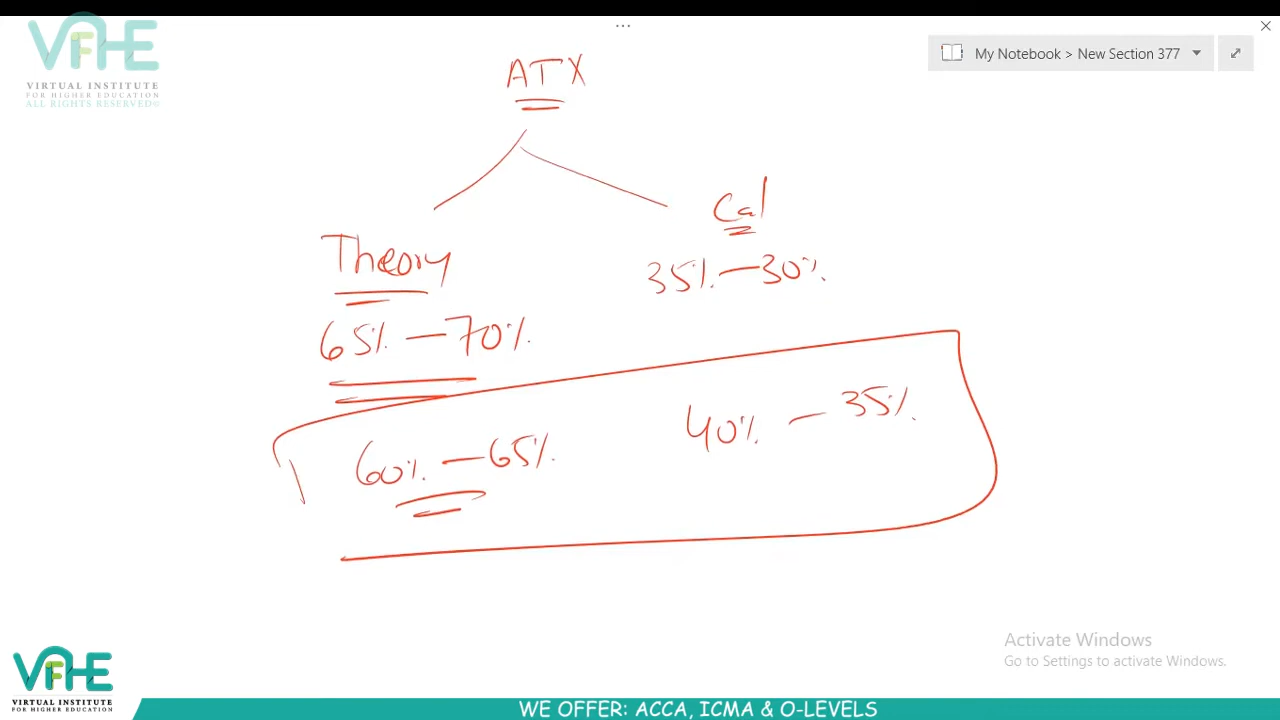 VFHE
VIRTUAL INSTITUTE
FOR HIGHER EDUCATION
ALL RIGHTS RESERVED©
...
My Notebook > New Section 377
ATX
Theory
Cal
65% — 70%
35% — 30%
60% — 65%
40% — 35%
Activate Windows
Go to Settings to activate Windows.
VFHE
VIRTUAL INSTITUTE
FOR HIGHER EDUCATION
WE OFFER: ACCA, ICMA & O-LEVELS